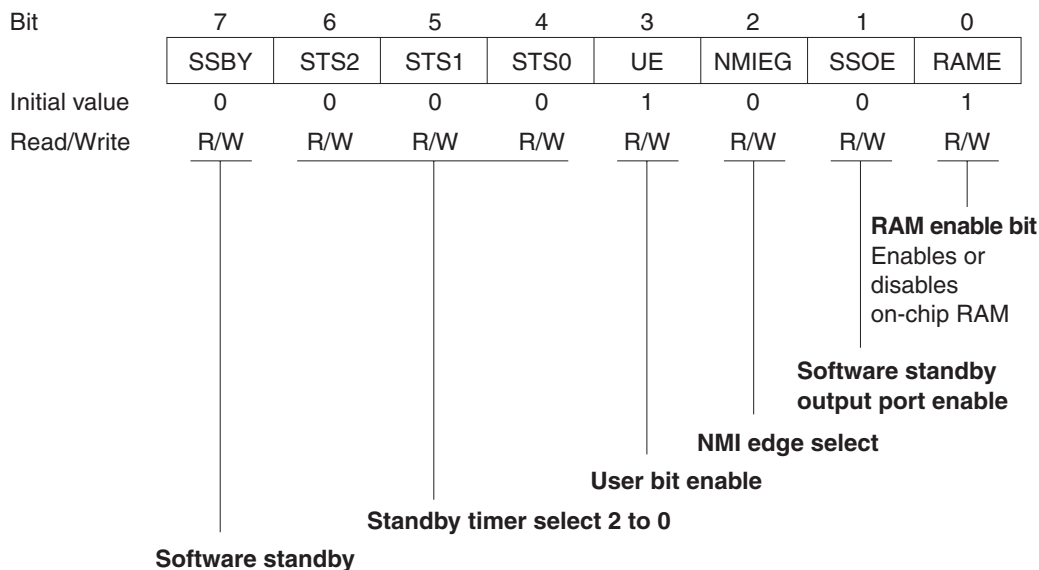 Bit 7 6 5 4 3 2 1 0
SSBY STS2 STS1 STS0 UE NMIEG SSOE RAME
Initial value 0 0 0 0 1 0 0 1
Read/Write R/W R/W R/W R/W R/W R/W R/W R/W
RAM enable bit
Enables or
disables
on-chip RAM
Software standby
output port enable
NMI edge select
User bit enable
Standby timer select 2 to 0
Software standby